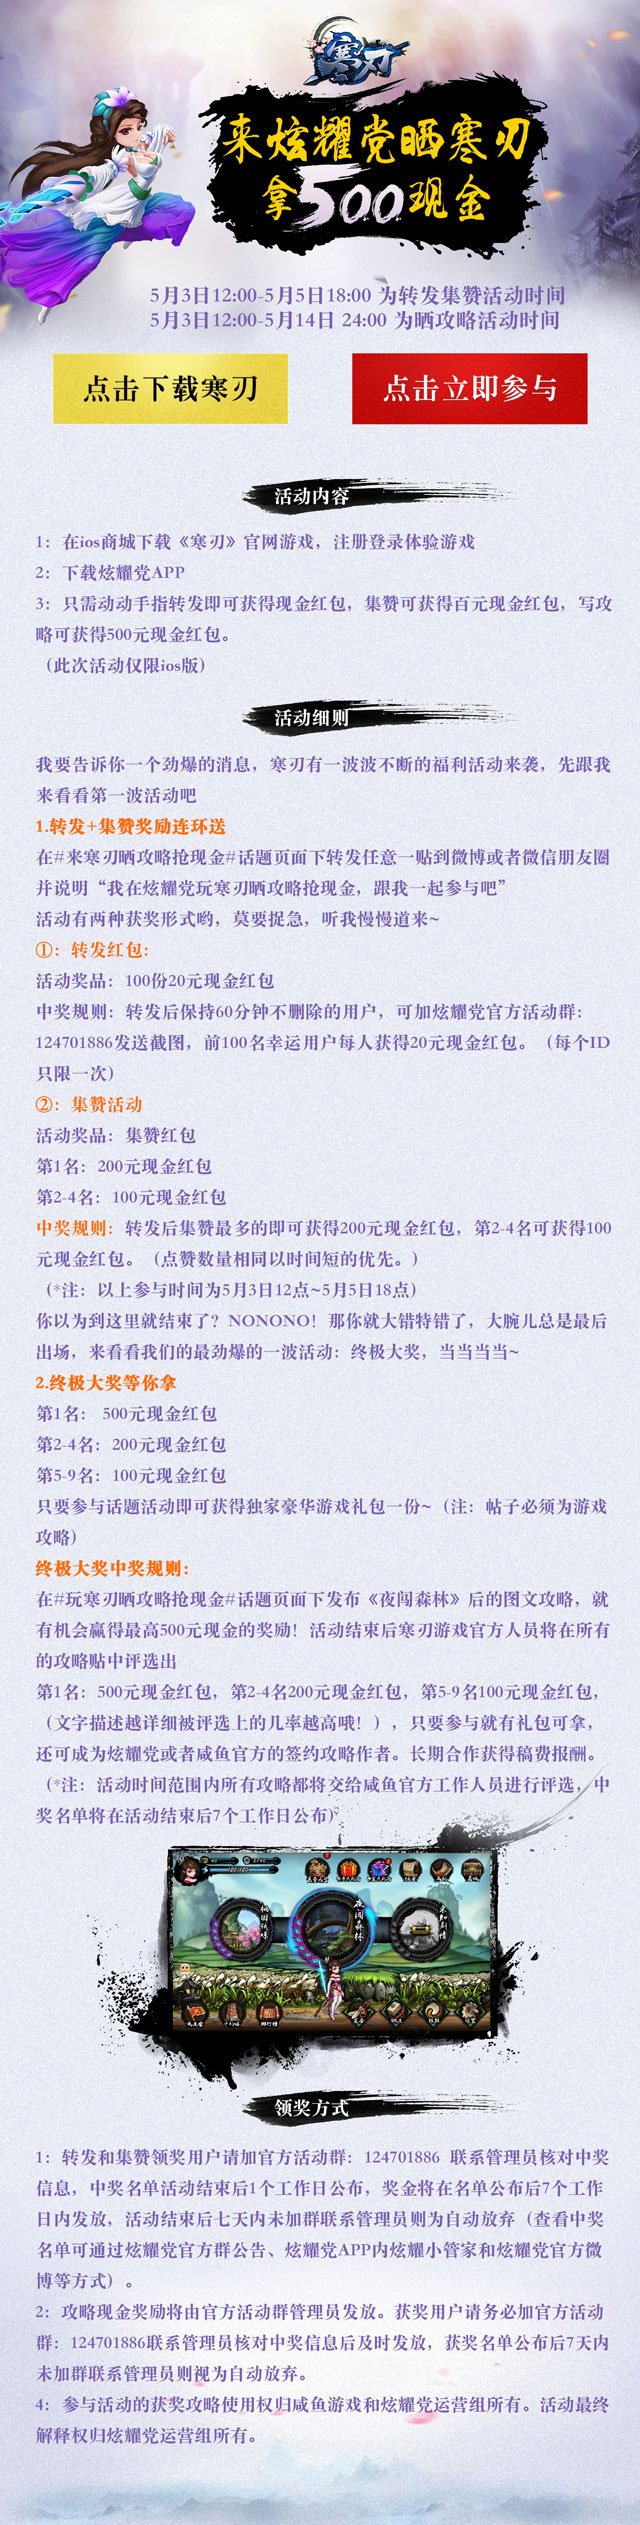 寒刃
来炫耀党晒寒刃
拿500现金
5月3日12:00-5月5日18:00 为转发集赞活动时间
5月3日12:00-5月14日 24:00 为晒攻略活动时间
点击下载寒刃
点击立即参与
活动内容
1：在ios商城下载《寒刃》官网游戏，注册登录体验游戏
2：下载炫耀党APP
3：只需动动手指转发即可获得现金红包，集赞可获得百元现金红包，写攻
略可获得500元现金红包。
（此次活动仅限ios版）
活动细则
我要告诉你一个劲爆的消息，寒刃有一波波不断的福利活动来袭，先跟我
来看看第一波活动吧
1.转发+集赞奖励连环送
在#来寒刃晒攻略抢现金#话题页面下转发任意一贴到微博或者微信朋友圈
并说明“我在炫耀党玩寒刃晒攻略抢现金，跟我一起参与吧”
活动有两种获奖形式哟，莫要捉急，听我慢慢道来~
①：转发红包：
活动奖品：100份20元现金红包
中奖规则：转发后保持60分钟不删除的用户，可加炫耀党官方活动群：
124701886发送截图，前100名幸运用户每人获得20元现金红包。（每个ID
只限一次）
②：集赞活动
活动奖品：集赞红包
第1名：200元现金红包
第2-4名：100元现金红包
中奖规则：转发后集赞最多的即可获得200元现金红包，第2-4名可获得100
元现金红包。（点赞数量相同以时间短的优先。）
（*注：以上参与时间为5月3日12点~5月5日18点）
你以为到这里就结束了？NONONO！那你就大错特错了，大腕儿总是最后
出场，来看看我们的最劲爆的一波活动：终极大奖，当当当当~
2.终极大奖等你拿
第1名： 500元现金红包
第2-4名：200元现金红包
第5-9名：100元现金红包
只要参与话题活动即可获得独家豪华游戏礼包一份~（注：帖子必须为游戏
攻略）
终极大奖中奖规则：
在#玩寒刃晒攻略抢现金#话题页面下发布《夜闯森林》后的图文攻略，就
有机会赢得最高500元现金的奖励！活动结束后寒刃游戏官方人员将在所有
的攻略贴中评选出
第1名：500元现金红包，第2-4名200元现金红包，第5-9名100元现金红包，
（文字描述越详细被评选上的几率越高哦！），只要参与就有礼包可拿，
还可成为炫耀党或者咸鱼官方的签约攻略作者。长期合作获得稿费报酬。
（*注：活动时间范围内所有攻略都将交给咸鱼官方工作人员进行评选，中
奖名单将在活动结束后7个工作日公布）
120/120
夜闯森林
排行榜
领奖方式
1：转发和集赞领奖用户请加官方活动群：124701886 联系管理员核对中奖
信息，中奖名单活动结束后1个工作日公布，奖金将在名单公布后7个工作
日内发放，活动结束后七天内未加群联系管理员则为自动放弃（查看中奖
名单可通过炫耀党官方群公告、炫耀党APP内炫耀小管家和炫耀党官方微
博等方式）。
2：攻略现金奖励将由官方活动群管理员发放。获奖用户请务必加官方活动
群：124701886联系管理员核对中奖信息后及时发放，获奖名单公布后7天内
未加群联系管理员则视为自动放弃。
4：参与活动的获奖攻略使用权归咸鱼游戏和炫耀党运营组所有。活动最终
解释权归炫耀党运营组所有。